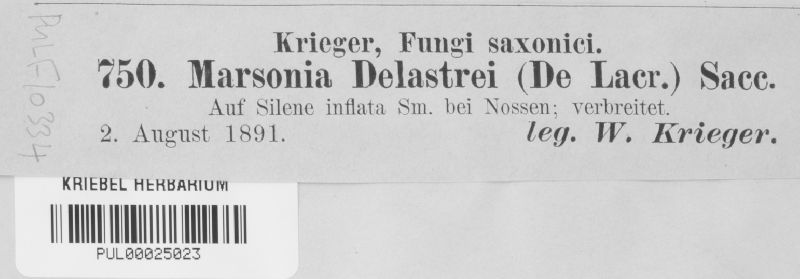 Krieger, Fungi saxonici.
750. Marsonia Delastrei (De Lacr.) Sacc.
Auf Silene inflata Sm. bei Nossen; verbreitet.
2. August 1891. leg. W. Krieger.
PULF10334
KRIEBEL HERBARIUM
PUL00025023